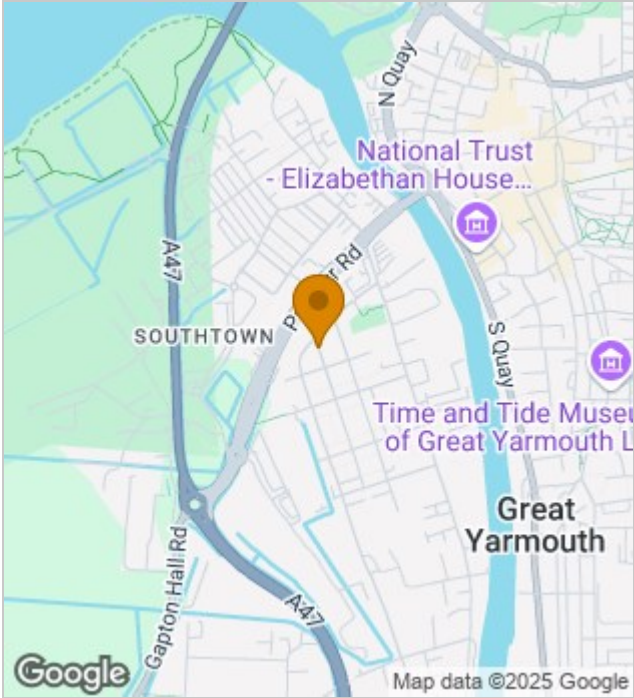 N Quay
National Trust
- Elizabethan House...
A47
SOUTHTOWN
Rd
S Quay
Time and Tide Museu
of Great Yarmouth L
Great
Yarmouth
Gapton Hall Rd
A47
Google
Map data ©2025 Google